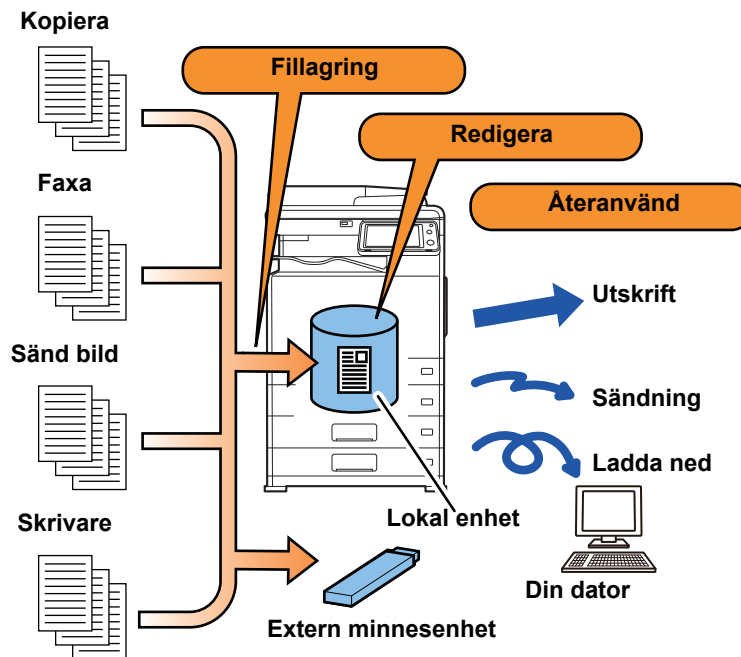 Kopiera
Fillagring
Redigera
Faxa
Återanvänd
Utskrift
Sänd bild
Sändning
Ladda ned
Skrivare
Lokal enhet
Din dator
Extern minnesenhet